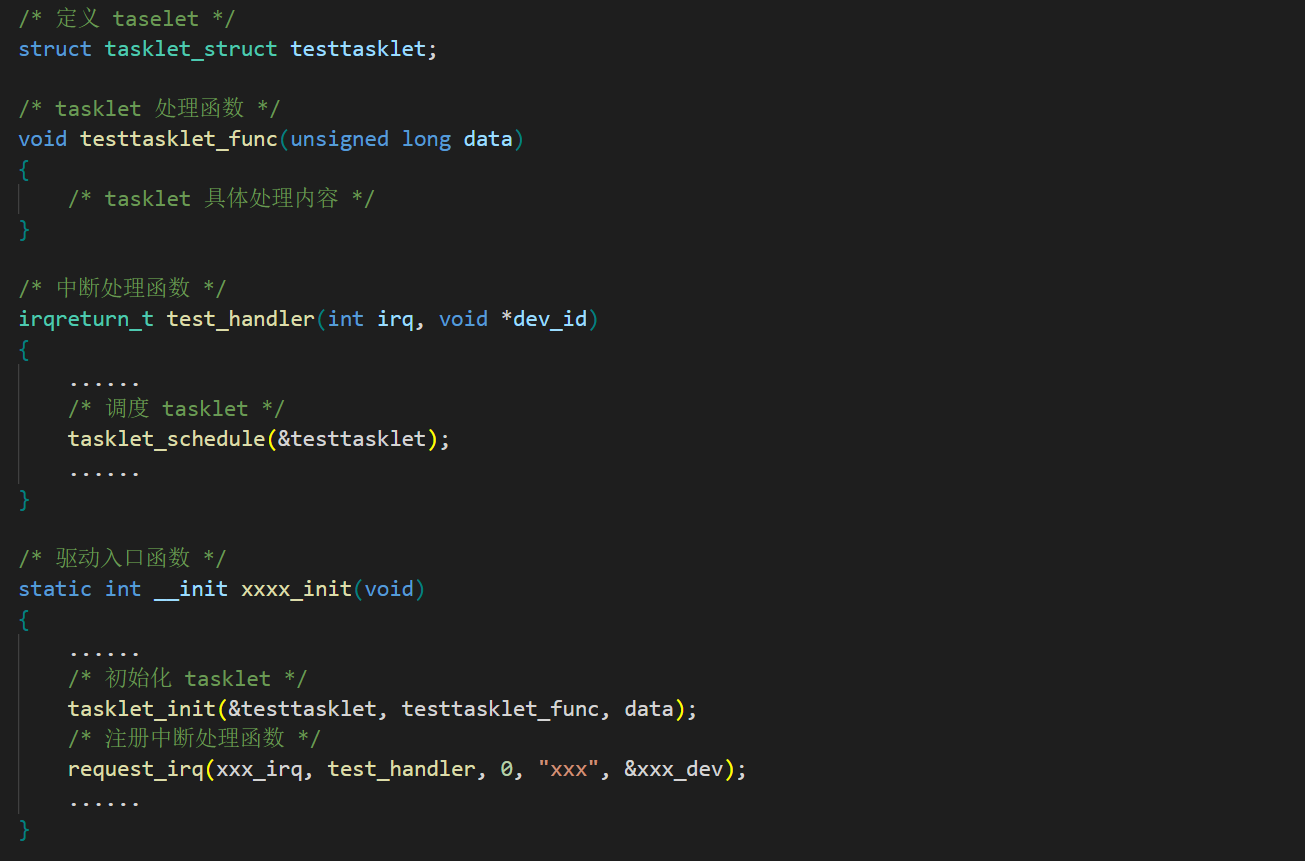 /* 定义 taselet */
struct tasklet_struct testtasklet;
/* tasklet 处理函数 */
void testtasklet_func(unsigned long data)
{
/* tasklet 具体处理内容 */
}
/* 中断处理函数 */
irqreturn_t test_handler(int irq, void *dev_id)
{
......
/* 调度 tasklet */
tasklet_schedule(&testtasklet);
......
}
/* 驱动入口函数 */
static int __init xxxx_init(void)
{
......
/* 初始化 tasklet */
tasklet_init(&testtasklet, testtasklet_func, data);
/* 注册中断处理函数 */
request_irq(xxx_irq, test_handler, 0, "xxx", &xxx_dev);
......
}